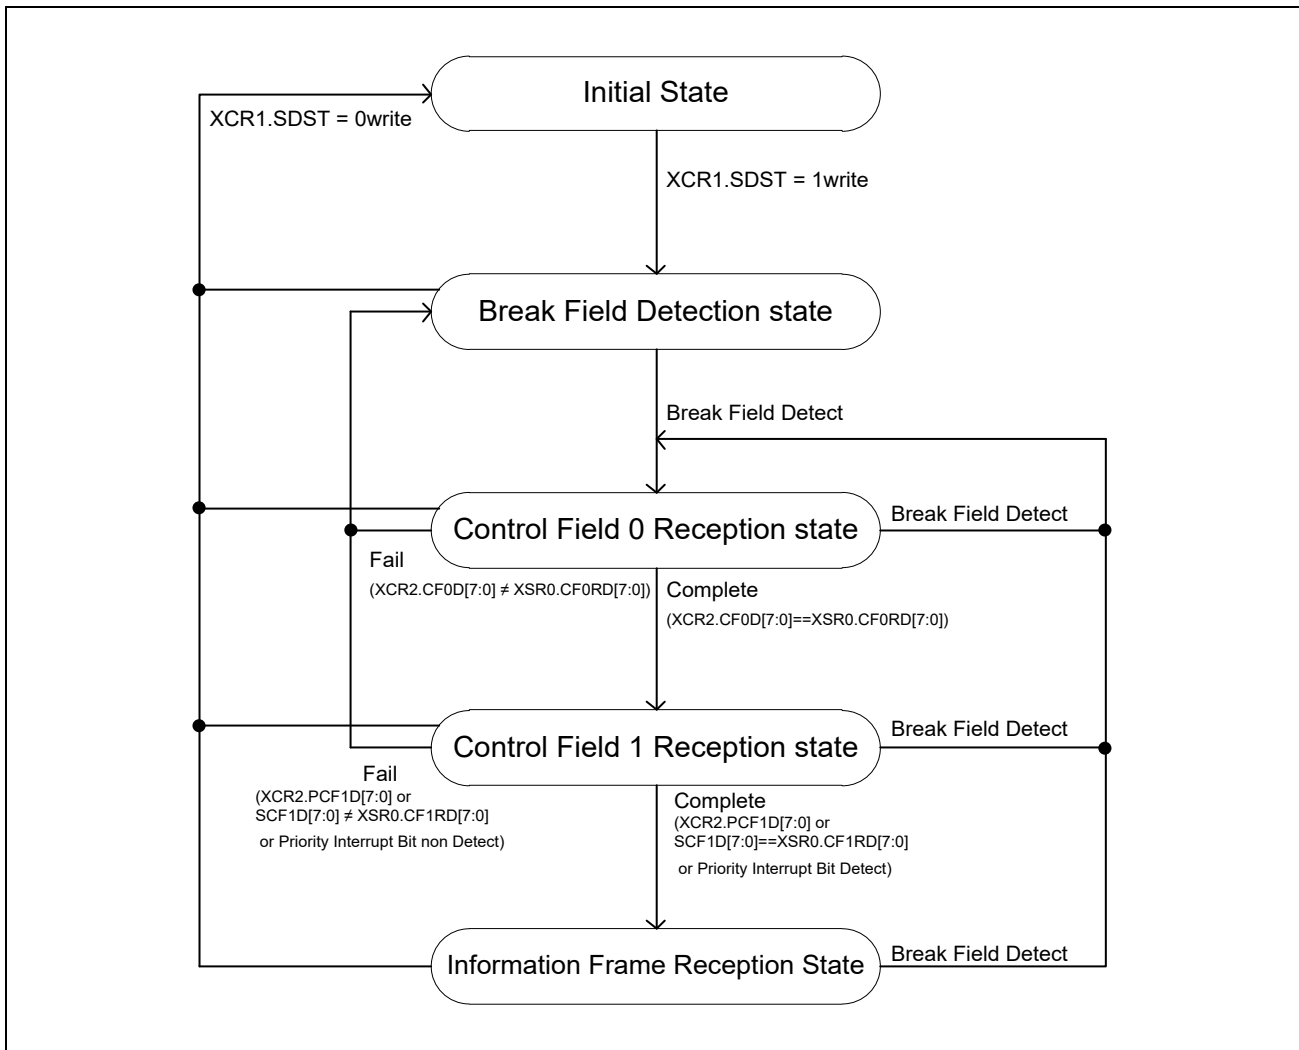 Initial State
XCR1.SDST = 0write
XCR1.SDST = 1write
Break Field Detection state
Break Field Detect
Control Field 0 Reception state
Break Field Detect
Fail
(XCR2.CF0D[7:0] ≠ XSR0.CF0RD[7:0])
Complete
(XCR2.CF0D[7:0]==XSR0.CF0RD[7:0])
Control Field 1 Reception state
Break Field Detect
Fail
(XCR2.PCF1D[7:0] or
SCF1D[7:0] ≠ XSR0.CF1RD[7:0]
or Priority Interrupt Bit non Detect)
Complete
(XCR2.PCF1D[7:0] or
SCF1D[7:0]==XSR0.CF1RD[7:0]
or Priority Interrupt Bit Detect)
Information Frame Reception State
Break Field Detect